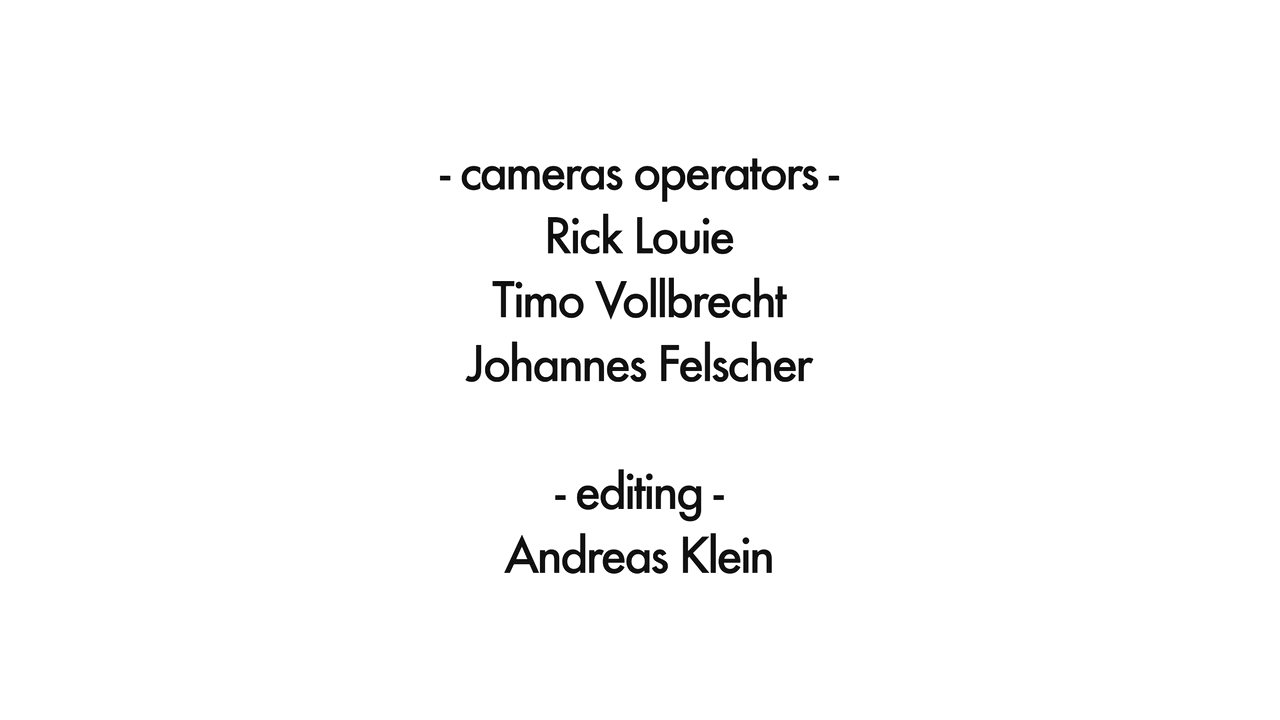 - cameras operators -
Rick Louie
Timo Vollbrecht
Johannes Felscher
- editing -
Andreas Klein